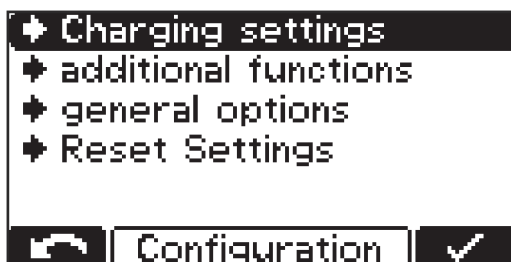 Charging settings
additional functions
general options
Reset Settings
Configuration